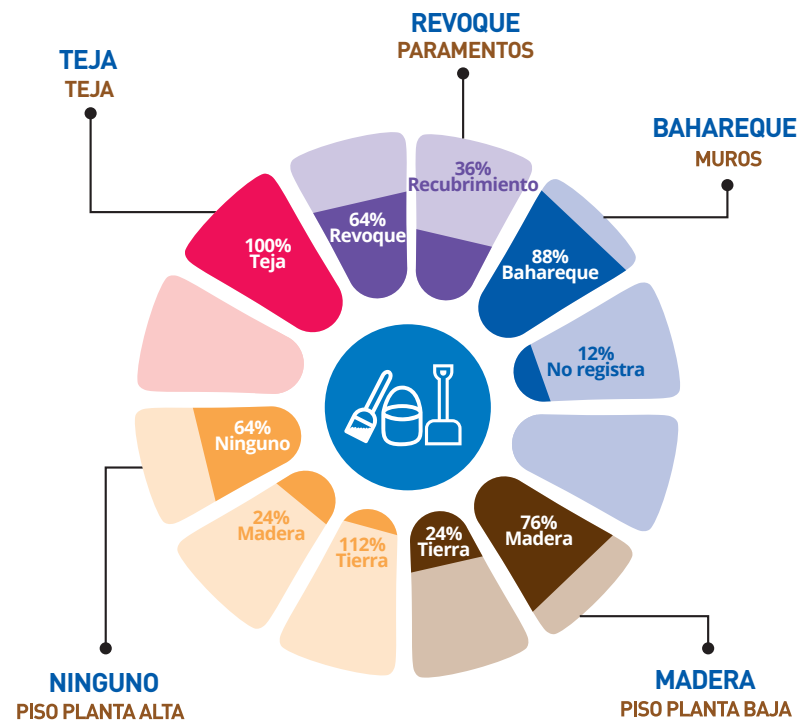 REVOQUE
PARAMENTOS
TEJA
TEJA
BAHAREQUE
MUROS
36%
Recubrimiento
64%
Revoque
100%
Teja
88%
Bahareque
12%
No registra
64%
Ninguno
24%
Madera
112%
Tierra
24%
Tierra
76%
Madera
NINGUNO
PISO PLANTA ALTA
MADERA
PISO PLANTA BAJA